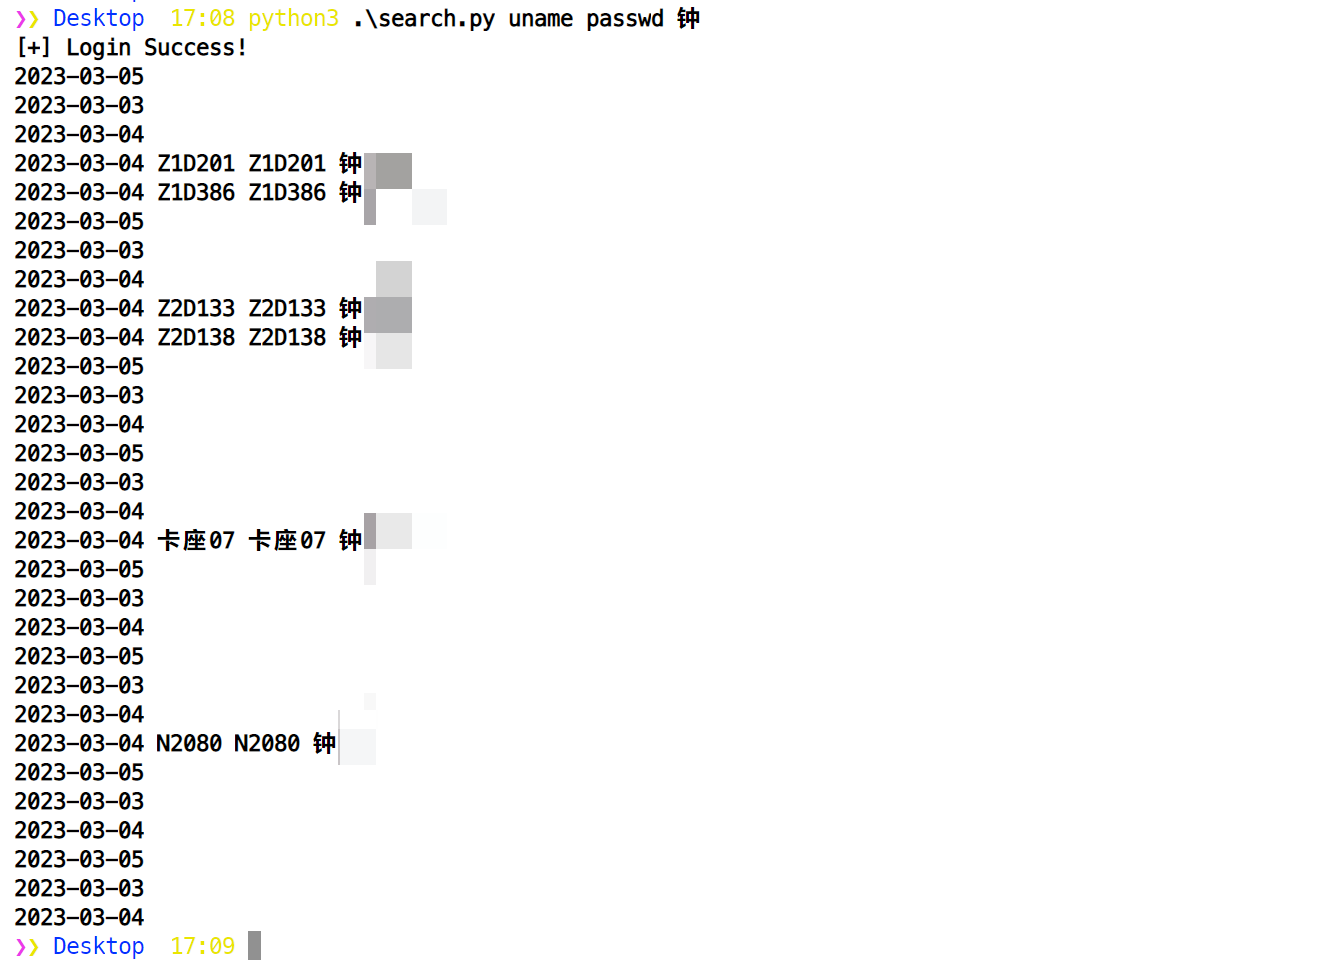 ❯❯ Desktop  17:08 python3 .\search.py uname passwd 钟
[+] Login Success!
2023-03-05
2023-03-03
2023-03-04
2023-03-04 Z1D201 Z1D201 钟
2023-03-04 Z1D386 Z1D386 钟
2023-03-05
2023-03-03
2023-03-04
2023-03-04 Z2D133 Z2D133 钟
2023-03-04 Z2D138 Z2D138 钟
2023-03-05
2023-03-03
2023-03-04
2023-03-05
2023-03-03
2023-03-04
2023-03-04 卡座07 卡座07 钟
2023-03-05
2023-03-03
2023-03-04
2023-03-05
2023-03-03
2023-03-04
2023-03-04 N2080 N2080 钟
2023-03-05
2023-03-03
2023-03-04
2023-03-05
2023-03-03
2023-03-04
❯❯ Desktop  17:09